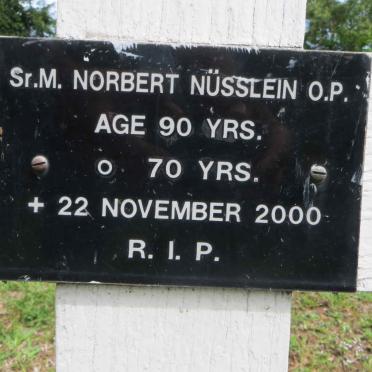 Sr.M. NORBERT NÜSSLEIN O.P.
AGE 90 YRS.
O 70 YRS.
+ 22 NOVEMBER 2000
R. I. P.